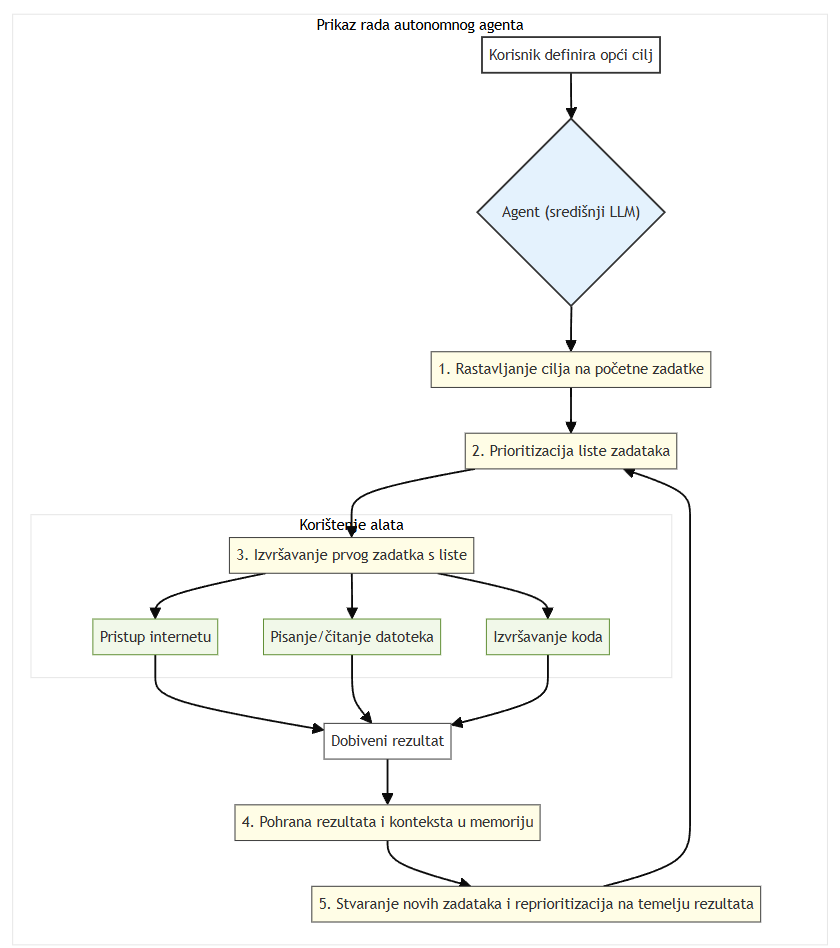 Prikaz rada autonomnog agenta
Korisnik definira opći cilj
Agent (središnji LLM)
1. Rastavljanje cilja na početne zadatke
2. Prioritizacija liste zadataka
Korištenje alata
3. Izvršavanje prvog zadatka s liste
Pristup internetu
Pisanje/čitanje datoteka
Izvršavanje koda
Dobiveni rezultat
4. Pohrana rezultata i konteksta u memoriju
5. Stvaranje novih zadataka i reprioritizacija na temelju rezultata